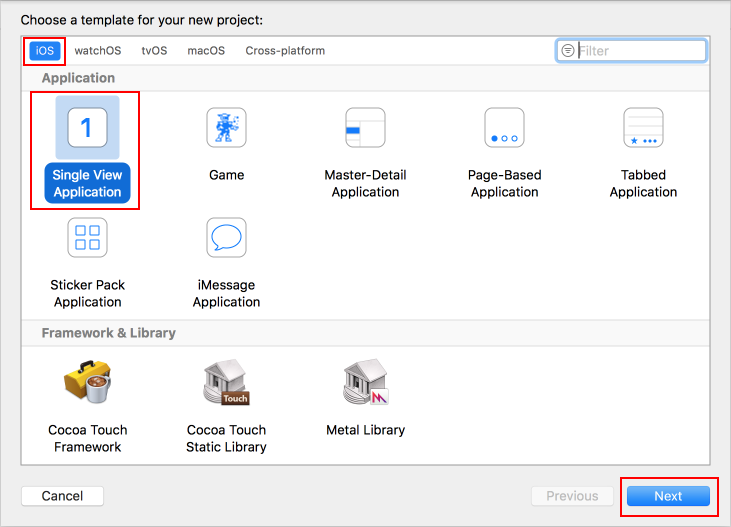 Choose a template for your new project:
iOS watchOS tvOS macOS Cross-platform Filter
Application
1
Single View Game Master-Detail Page-Based Tabbed
Application Application Application Application
Sticker Pack iMessage
Application Application
Framework & Library
Touch
Cocoa Touch Cocoa Touch Metal Library
Framework Static Library
Cancel Previous Next